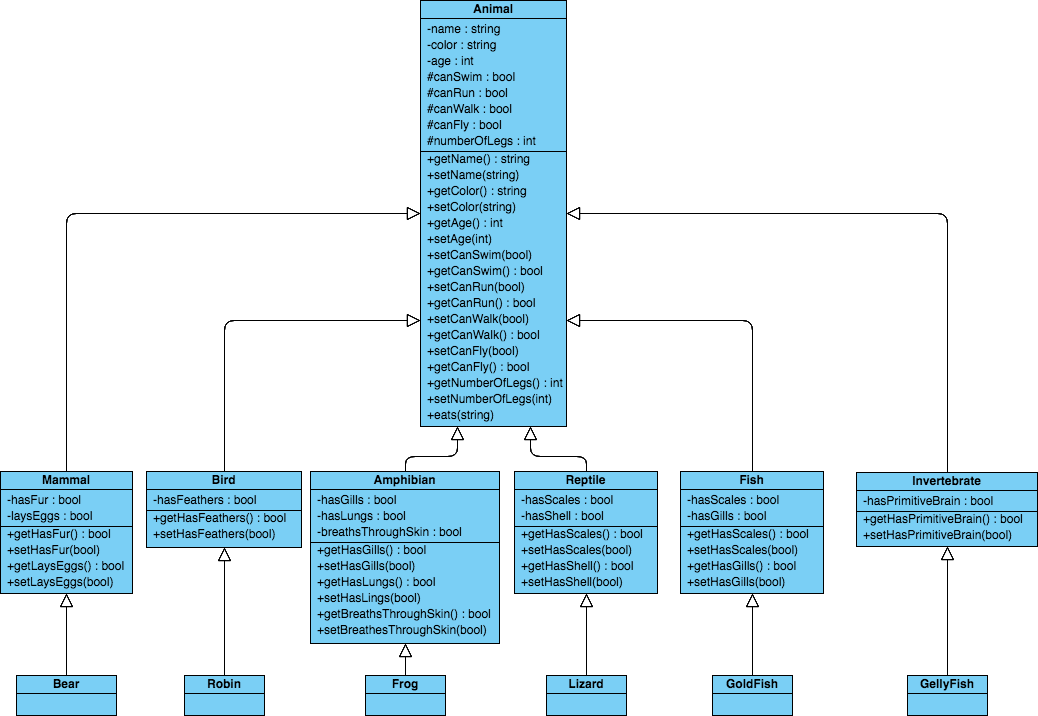 Animal
-name : string
-color : string
-age : int
#canSwim : bool
#canRun : bool
#canWalk : bool
#canFly : bool
#numberOfLegs : int
+getName() : string
+setName(string)
+getColor() : string
+setColor(string)
+getAge() : int
+setAge(int)
+setCanSwim(bool)
+getCanSwim() : bool
+setCanRun(bool)
+getCanRun() : bool
+setCanWalk(bool)
+getCanWalk() : bool
+setCanFly(bool)
+getCanFly() : bool
+getNumberOfLegs() : int
+setNumberOfLegs(int)
+eats(string)
Mammal
-hasFur : bool
-laysEggs : bool
+getHasFur() : bool
+setHasFur(bool)
+getLaysEggs() : bool
+setLaysEggs(bool)
Bird
-hasFeathers : bool
+getHasFeathers() : bool
+setHasFeathers(bool)
Amphibian
-hasGills : bool
-hasLungs : bool
-breathsThroughSkin : bool
+getHasGills() : bool
+setHasGills(bool)
+getHasLungs() : bool
+setHasLings(bool)
+getBreathsThroughSkin() : bool
+setBreathesThroughSkin(bool)
Reptile
-hasScales : bool
-hasShell : bool
+getHasScales() : bool
+setHasScales(bool)
+getHasShell() : bool
+setHasShell(bool)
Fish
-hasScales : bool
-hasGills : bool
+getHasScales() : bool
+setHasScales(bool)
+getHasGills() : bool
+setHasGills(bool)
Invertebrate
-hasPrimitiveBrain : bool
+getHasPrimitiveBrain() : bool
+setHasPrimitiveBrain(bool)
Bear
Robin
Frog
Lizard
GoldFish
GellyFish